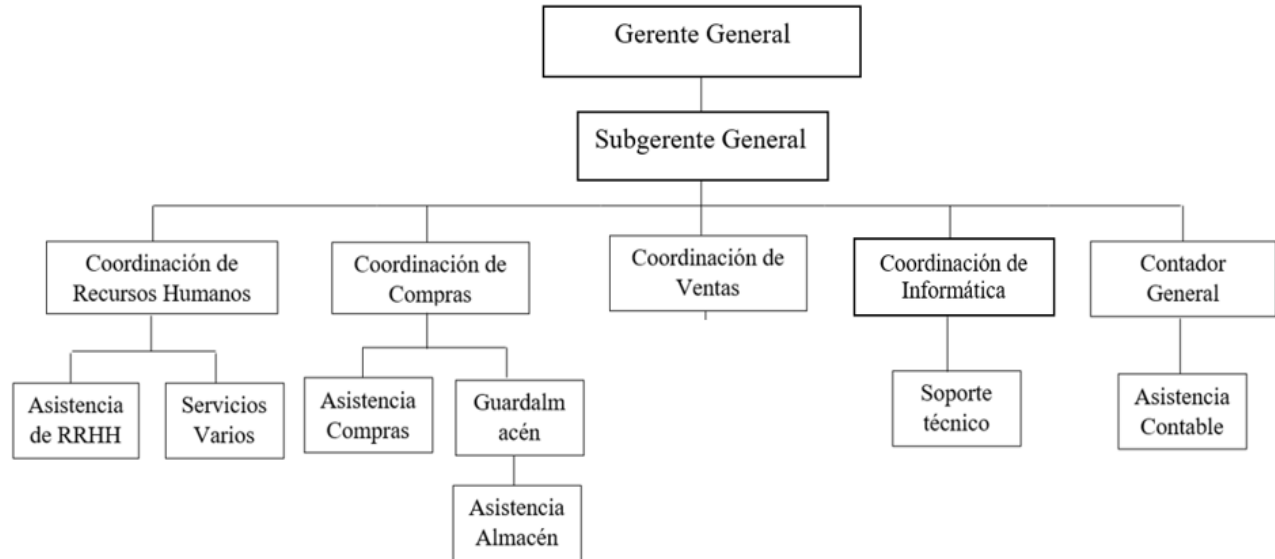 Gerente General
Subgerente General
Coordinación de
Recursos Humanos
Coordinación de
Compras
Coordinación de
Ventas
Coordinación de
Informática
Contador
General
Asistencia
de RRHH
Servicios
Varios
Asistencia
Compras
Guardalm
acén
Soporte
técnico
Asistencia
Contable
Asistencia
Almacén